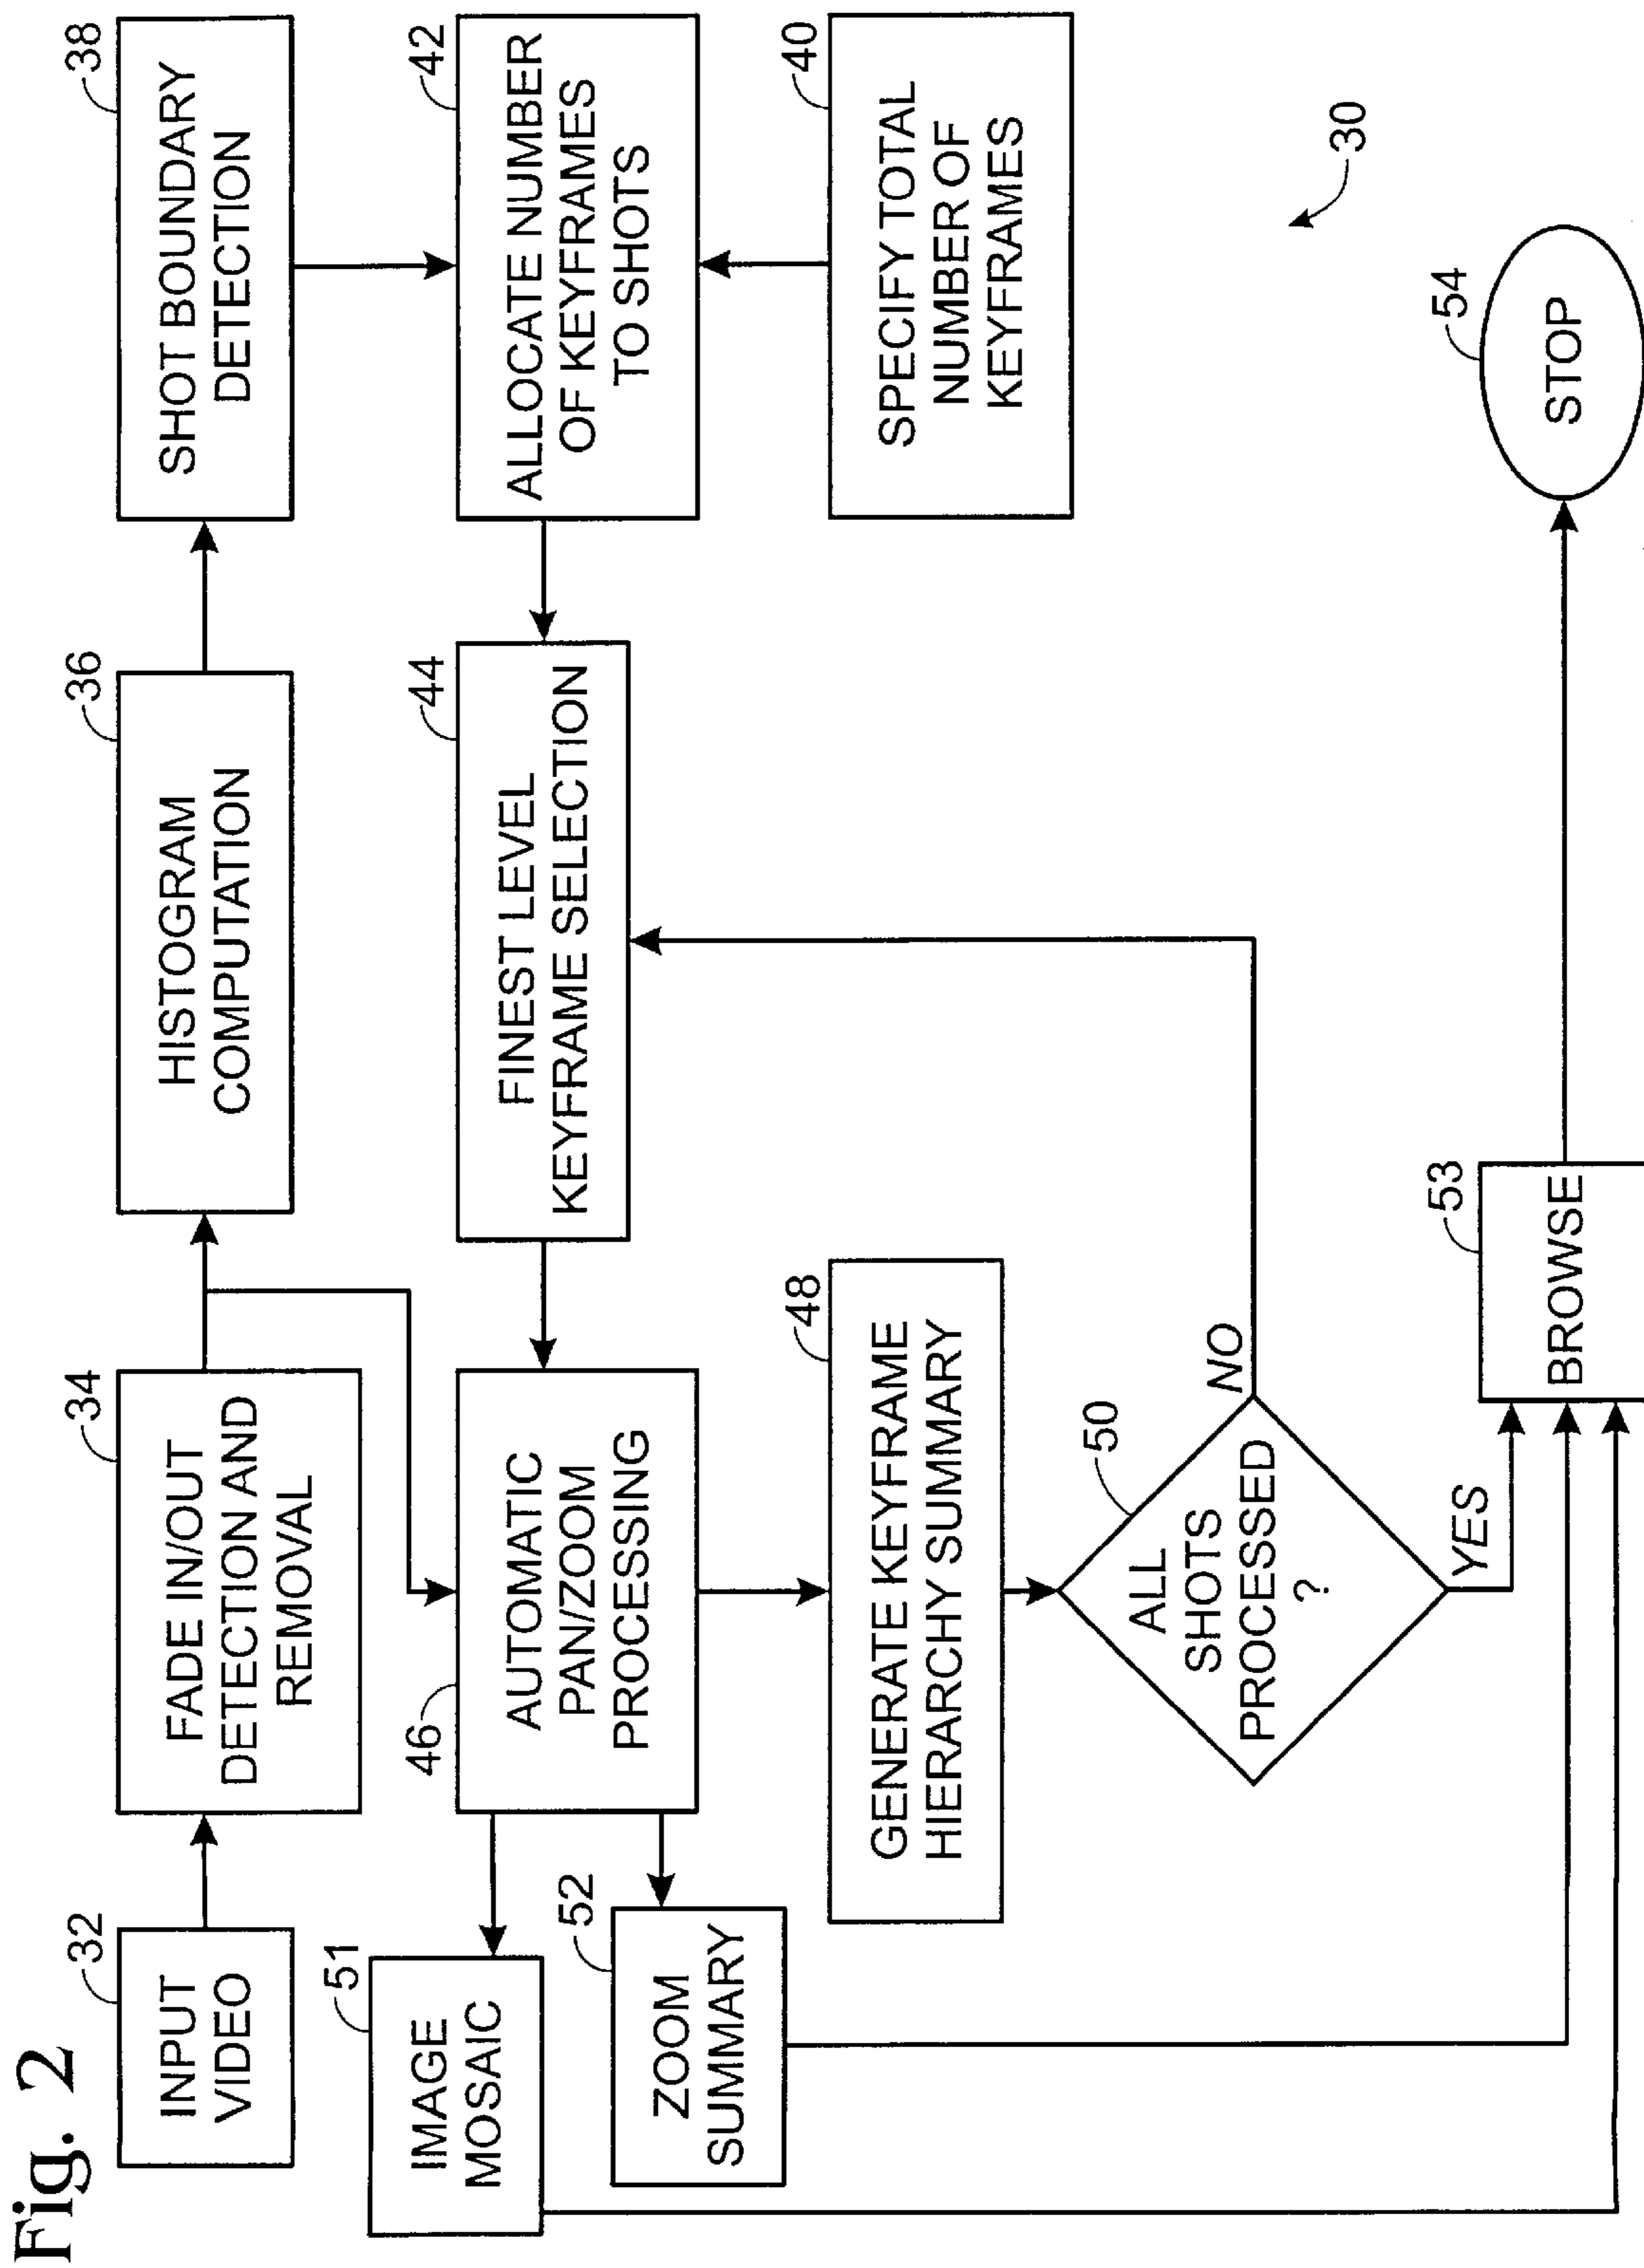 Fig. 2
32
INPUT
VIDEO
34
FADE IN/OUT
DETECTION AND
REMOVAL
36
HISTOGRAM
COMPUTATION
38
SHOT BOUNDARY
DETECTION
51
IMAGE
MOSAIC
46
AUTOMATIC
PAN/ZOOM
PROCESSING
44
FINEST LEVEL
KEYFRAME SELECTION
42
ALLOCATE NUMBER
OF KEYFRAMES
TO SHOTS
52
ZOOM
SUMMARY
48
GENERATE KEYFRAME
HIERARCHY SUMMARY
40
SPECIFY TOTAL
NUMBER OF
KEYFRAMES
50
ALL
SHOTS
PROCESSED
?
NO
YES
30
53
BROWSE
54
STOP